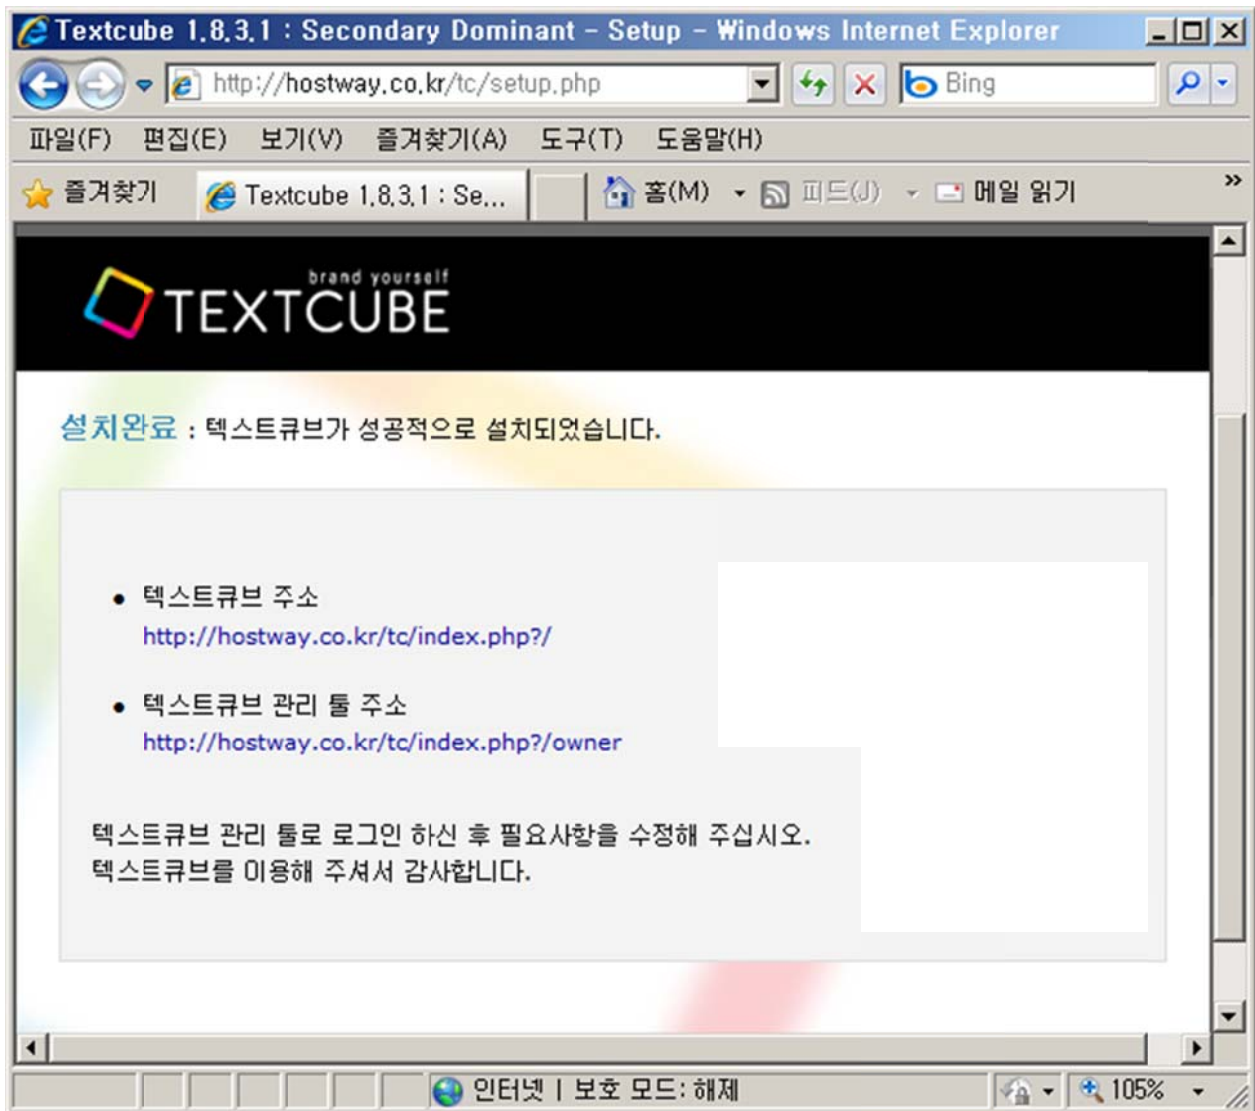 Textcube 1.8.3.1 : Secondary Dominant - Setup - Windows Internet Explorer
http://hostway.co.kr/tc/setup.php
Bing
파일(F) 편집(E) 보기(V) 즐겨찾기(A) 도구(T) 도움말(H)
즐겨찾기 Textcube 1.8.3.1 : Se... 홈(M) 피드(J) 메일 읽기 »
brand yourself
TEXTCUBE
설치완료 : 텍스트큐브가 성공적으로 설치되었습니다.
• 텍스트큐브 주소
http://hostway.co.kr/tc/index.php?/
• 텍스트큐브 관리 툴 주소
http://hostway.co.kr/tc/index.php?/owner
텍스트큐브 관리 툴로 로그인 하신 후 필요사항을 수정해 주십시오.
텍스트큐브를 이용해 주셔서 감사합니다.
인터넷 | 보호 모드: 해제 105%